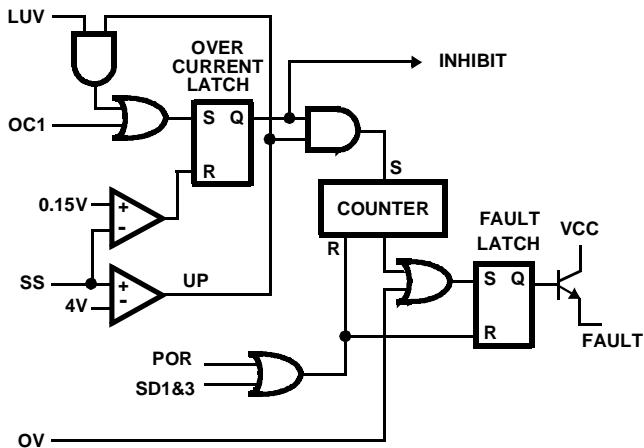 LUV
OVER
CURRENT
LATCH
INHIBIT
OC1
S Q
R
S
0.15V
+
-
COUNTER
R
FAULT
LATCH
VCC
SS
+
-
4V
UP
S Q
R
FAULT
POR
SD1&3
OV